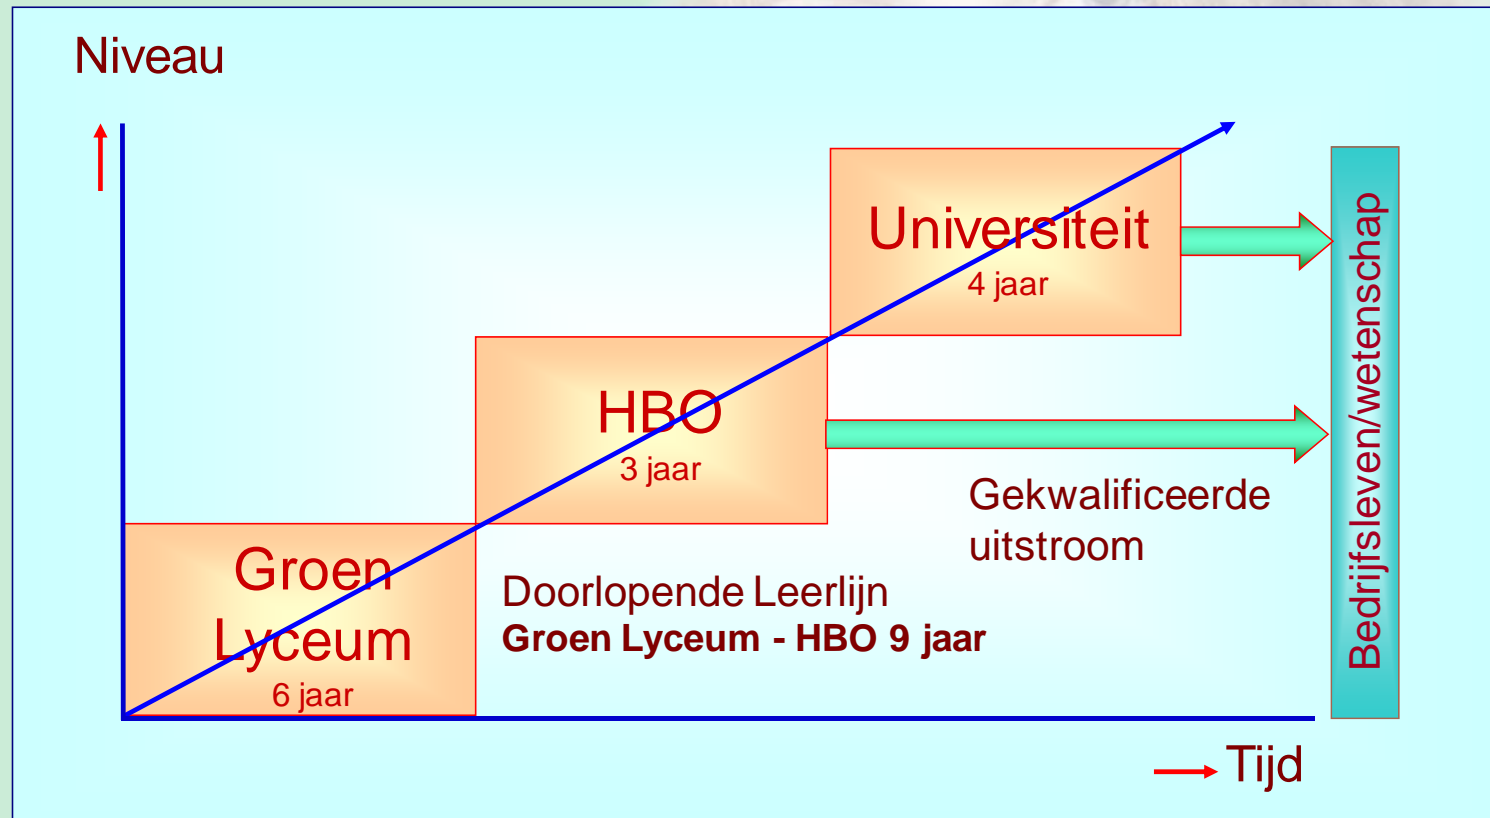 Niveau
Universiteit
4 jaar
HBO
3 jaar
Groen
Lyceum
6 jaar
Doorlopende Leerlijn
Groen Lyceum - HBO 9 jaar
Gekwalificeerde
uitstroom
Bedrijfsleven/wetenschap
Tijd